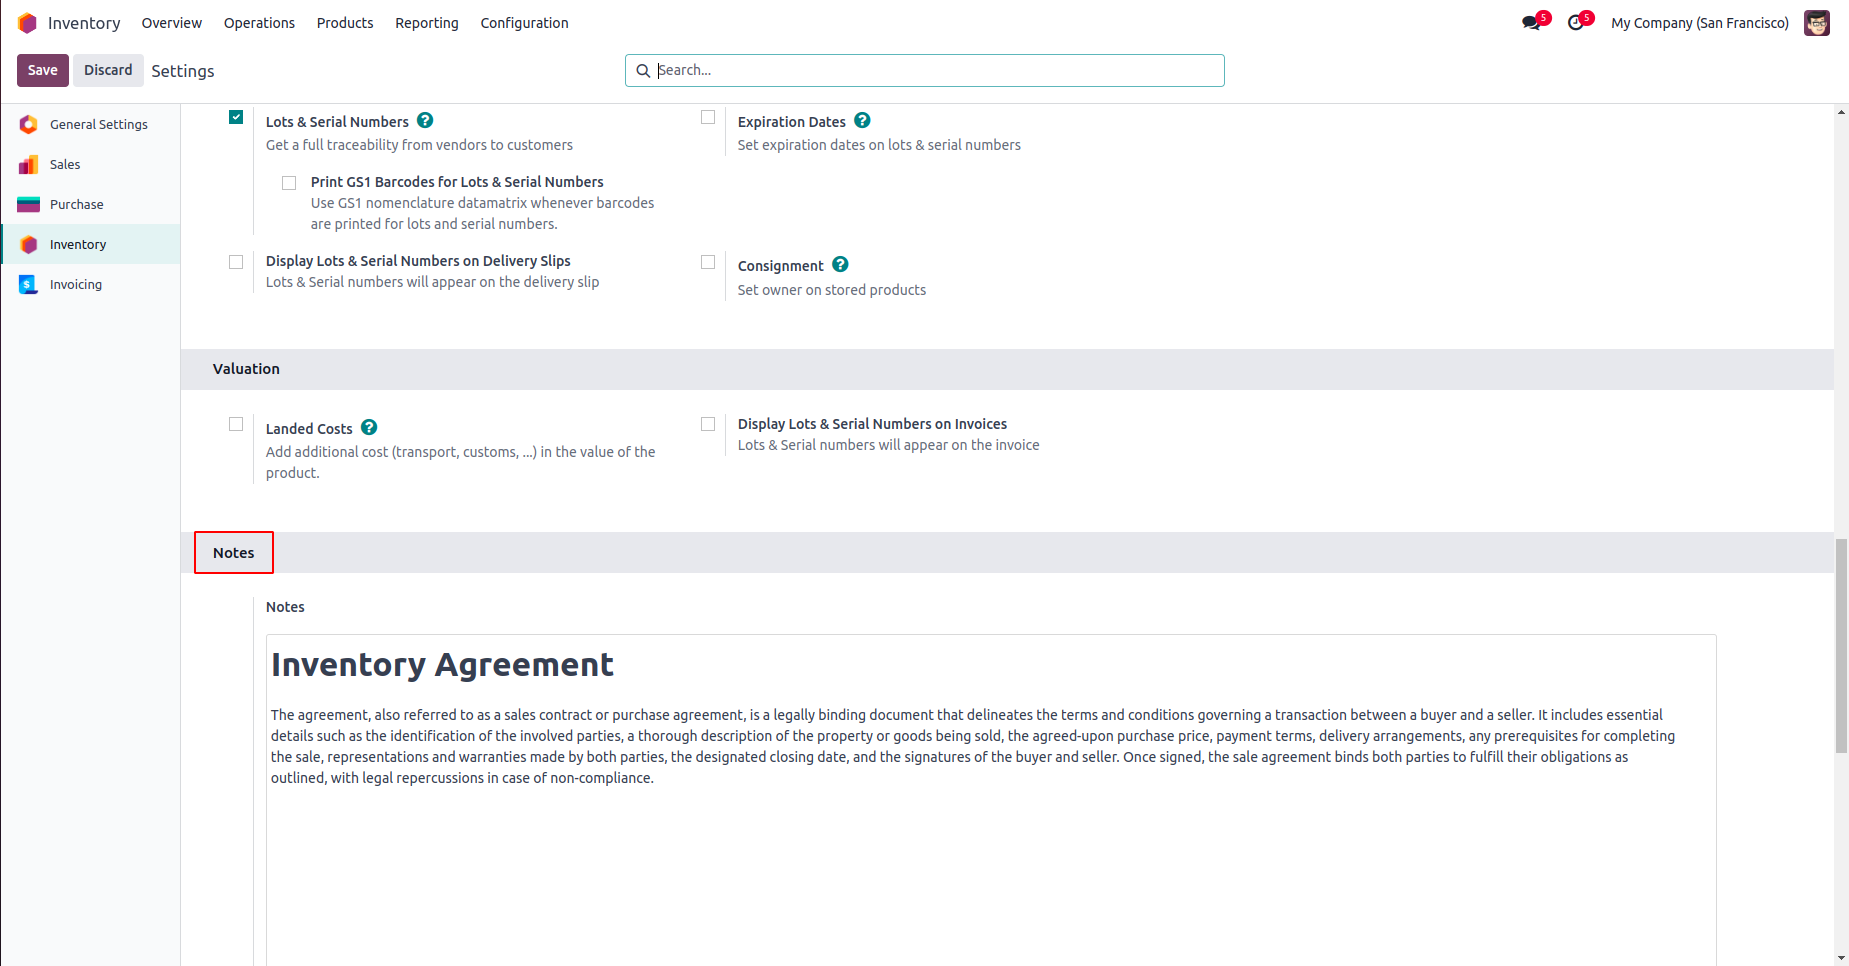 Inventory Overview Operations Products Reporting Configuration 5 5 My Company (San Francisco)
Save Discard Settings Search...
General Settings
Sales
Purchase
Inventory
Invoicing
Lots & Serial Numbers ?
Get a full traceability from vendors to customers
Expiration Dates ?
Set expiration dates on lots & serial numbers
Print GS1 Barcodes for Lots & Serial Numbers
Use GS1 nomenclature datamatrix whenever barcodes
are printed for lots and serial numbers.
Display Lots & Serial Numbers on Delivery Slips
Lots & Serial numbers will appear on the delivery slip
Consignment ?
Set owner on stored products
Valuation
Landed Costs ?
Add additional cost (transport, customs, ...) in the value of the
product.
Display Lots & Serial Numbers on Invoices
Lots & Serial numbers will appear on the invoice
Notes
Notes
Inventory Agreement
The agreement, also referred to as a sales contract or purchase agreement, is a legally binding document that delineates the terms and conditions governing a transaction between a buyer and a seller. It includes essential
details such as the identification of the involved parties, a thorough description of the property or goods being sold, the agreed-upon purchase price, payment terms, delivery arrangements, any prerequisites for completing
the sale, representations and warranties made by both parties, the designated closing date, and the signatures of the buyer and seller. Once signed, the sale agreement binds both parties to fulfill their obligations as
outlined, with legal repercussions in case of non-compliance.